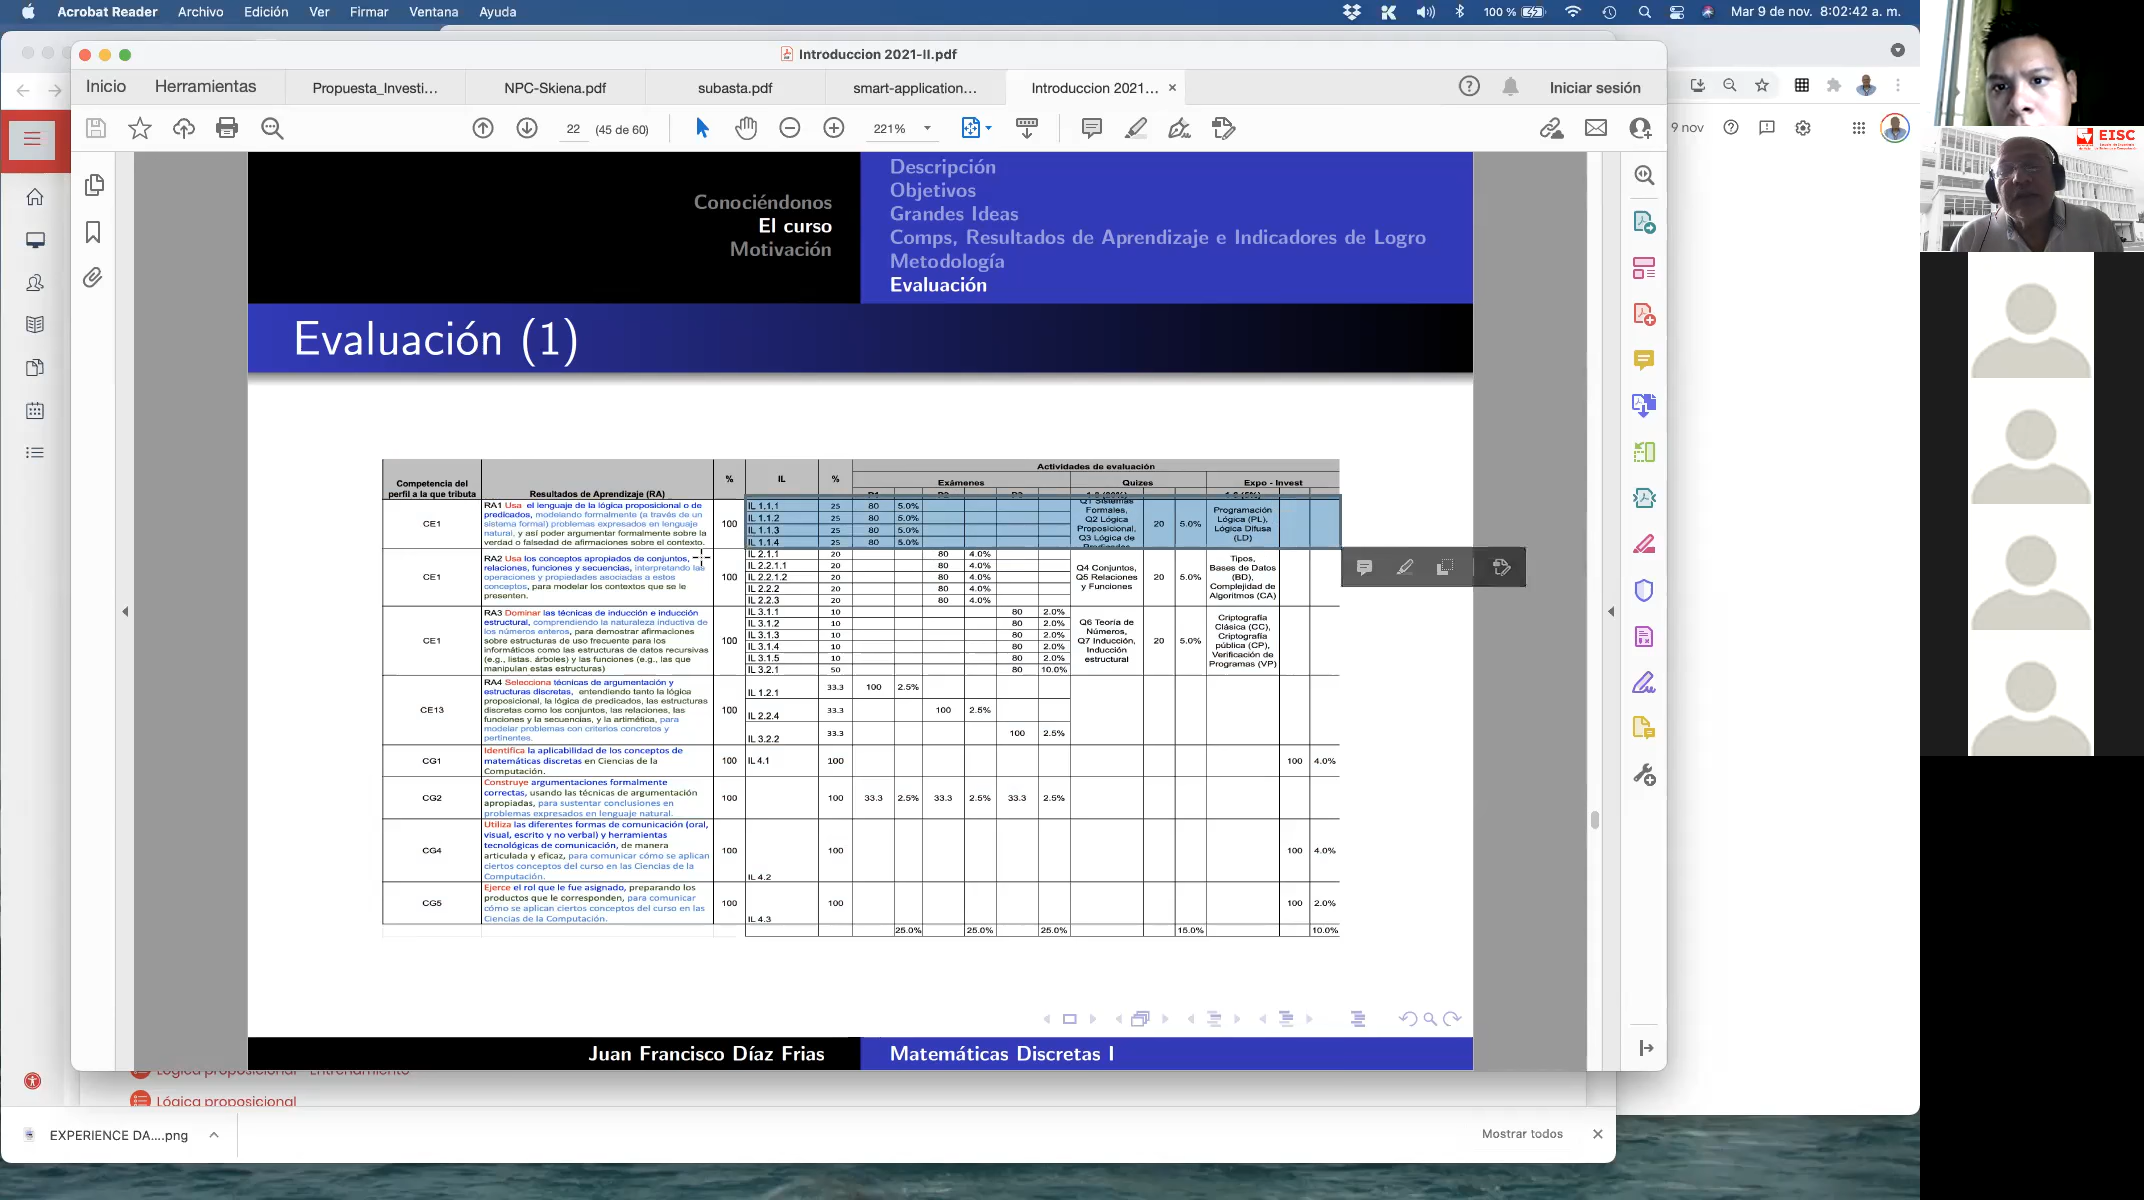 Acrobat Reader Archivo Edición Ver Firmar Ventana Ayuda
100 % Mar 9 de nov. 8:02:42 a. m.
Introduccion 2021-II.pdf
Inicio Herramientas Propuesta_Investi... NPC-Skiena.pdf subasta.pdf smart-application... Introduccion 2021... × Iniciar sesión
22 (45 de 60) 221%
9 nov
EISC
Conociéndonos
El curso
Motivación
Descripción
Objetivos
Grandes Ideas
Comps, Resultados de Aprendizaje e Indicadores de Logro
Metodología
Evaluación
Evaluación (1)
Actividades de evaluación
Competencia del perfil a la que tributa
Resultados de Aprendizaje (RA)
% IL %
Exámenes Quizes Expo - Invest
CE1
RA1 Usa el lenguaje de la lógica proposicional o de
predicados, modelando formalmente (a través de un
sistema formal) problemas expresados en lenguaje
natural, y así poder argumentar formalmente sobre la
verdad o falsedad de afirmaciones sobre el contexto.
100
IL 1.1.1 25 80 5.0%
IL 1.1.2 25 80 5.0%
IL 1.1.3 25 80 5.0%
IL 1.1.4 25 80 5.0%
Q1 Sistemas
Formales,
Q2 Lógica
Proposicional,
Q3 Lógica de
20 5.0%
Programación
Lógica (PL),
Lógica Difusa
(LD)
CE1
RA2 Usa los conceptos apropiados de conjuntos,
relaciones, funciones y secuencias, interpretando las
operaciones y propiedades asociadas a estos
conceptos, para modelar los contextos que se le
presenten.
100
IL 2.1.1 20 80 4.0%
IL 2.2.1.1 20 80 4.0%
IL 2.2.1.2 20 80 4.0%
IL 2.2.2 20 80 4.0%
IL 2.2.3 20 80 4.0%
Q4 Conjuntos,
Q5 Relaciones
y Funciones
20 5.0%
Tipos,
Bases de Datos
(BD),
Complejidad de
Algoritmos (CA)
CE1
RA3 Dominar las técnicas de inducción e inducción
estructural, comprendiendo la naturaleza inductiva de
los números enteros, para demostrar afirmaciones
sobre estructuras de uso frecuente para los
informáticos como las estructuras de datos recursivas
(e.g., listas. árboles) y las funciones (e.g., las que
manipulan estas estructuras)
100
IL 3.1.1 10 80 2.0%
IL 3.1.2 10 80 2.0%
IL 3.1.3 10 80 2.0%
IL 3.1.4 10 80 2.0%
IL 3.1.5 10 80 2.0%
IL 3.2.1 50 80 10.0%
Q6 Teoría de
Números,
Q7 Inducción,
Inducción
estructural
20 5.0%
Criptografía
Clásica (CC),
Criptografía
pública (CP),
Verificación de
Programas (VP)
CE13
RA4 Selecciona técnicas de argumentación y
estructuras discretas, entendiendo tanto la lógica
proposicional, la lógica de predicados, las estructuras
discretas como los conjuntos, las relaciones, las
funciones y la secuencias, y la artimética, para
modelar problemas con criterios concretos y
pertinentes.
100
IL 1.2.1 33.3 100 2.5%
IL 2.2.4 33.3 100 2.5%
IL 3.2.2 33.3 100 2.5%
CG1
Identifica la aplicabilidad de los conceptos de
matemáticas discretas en Ciencias de la
Computación.
100 IL 4.1 100 100 4.0%
CG2
Construye argumentaciones formalmente
correctas, usando las técnicas de argumentación
apropiadas, para sustentar conclusiones en
problemas expresados en lenguaje natural.
100 100 33.3 2.5% 33.3 2.5% 33.3 2.5%
CG4
Utiliza las diferentes formas de comunicación (oral,
visual, escrito y no verbal) y herramientas
tecnológicas de comunicación, de manera
articulada y eficaz, para comunicar cómo se aplican
ciertos conceptos del curso en las Ciencias de la
Computación.
100 IL 4.2 100 100 4.0%
CG5
Ejerce el rol que le fue asignado, preparando los
productos que le corresponden, para comunicar
cómo se aplican ciertos conceptos del curso en las
Ciencias de la Computación.
100 IL 4.3 100 100 2.0%
25.0% 25.0% 25.0% 15.0% 10.0%
Juan Francisco Díaz Frias Matemáticas Discretas I
Lógica proposicional - Entrenamiento
Lógica proposicional
EXPERIENCE DA....png
Mostrar todos